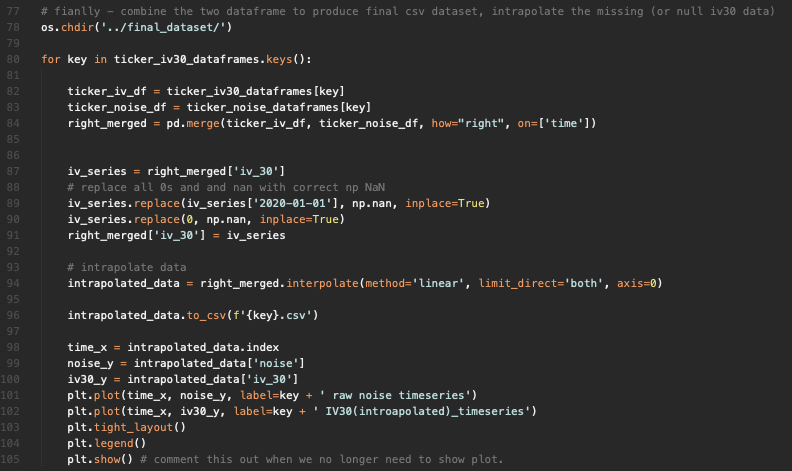 77 # fianlly – combine the two dataframe to produce final csv dataset, intrapolate the missing (or null iv30 data)
78 os.chdir('../final_dataset/')
79
80 for key in ticker_iv30_dataframes.keys():
81
82     ticker_iv_df = ticker_iv30_dataframes[key]
83     ticker_noise_df = ticker_noise_dataframes[key]
84     right_merged = pd.merge(ticker_iv_df, ticker_noise_df, how="right", on=['time'])
85
86
87     iv_series = right_merged['iv_30']
88     # replace all 0s and and nan with correct np NaN
89     iv_series.replace(iv_series['2020-01-01'], np.nan, inplace=True)
90     iv_series.replace(0, np.nan, inplace=True)
91     right_merged['iv_30'] = iv_series
92
93     # intrapolate data
94     intrapolated_data = right_merged.interpolate(method='linear', limit_direct='both', axis=0)
95
96     intrapolated_data.to_csv(f'{key}.csv')
97
98     time_x = intrapolated_data.index
99     noise_y = intrapolated_data['noise']
100     iv30_y = intrapolated_data['iv_30']
101     plt.plot(time_x, noise_y, label=key + ' raw noise timeseries')
102     plt.plot(time_x, iv30_y, label=key + ' IV30(introapolated)_timeseries')
103     plt.tight_layout()
104     plt.legend()
105     plt.show() # comment this out when we no longer need to show plot.